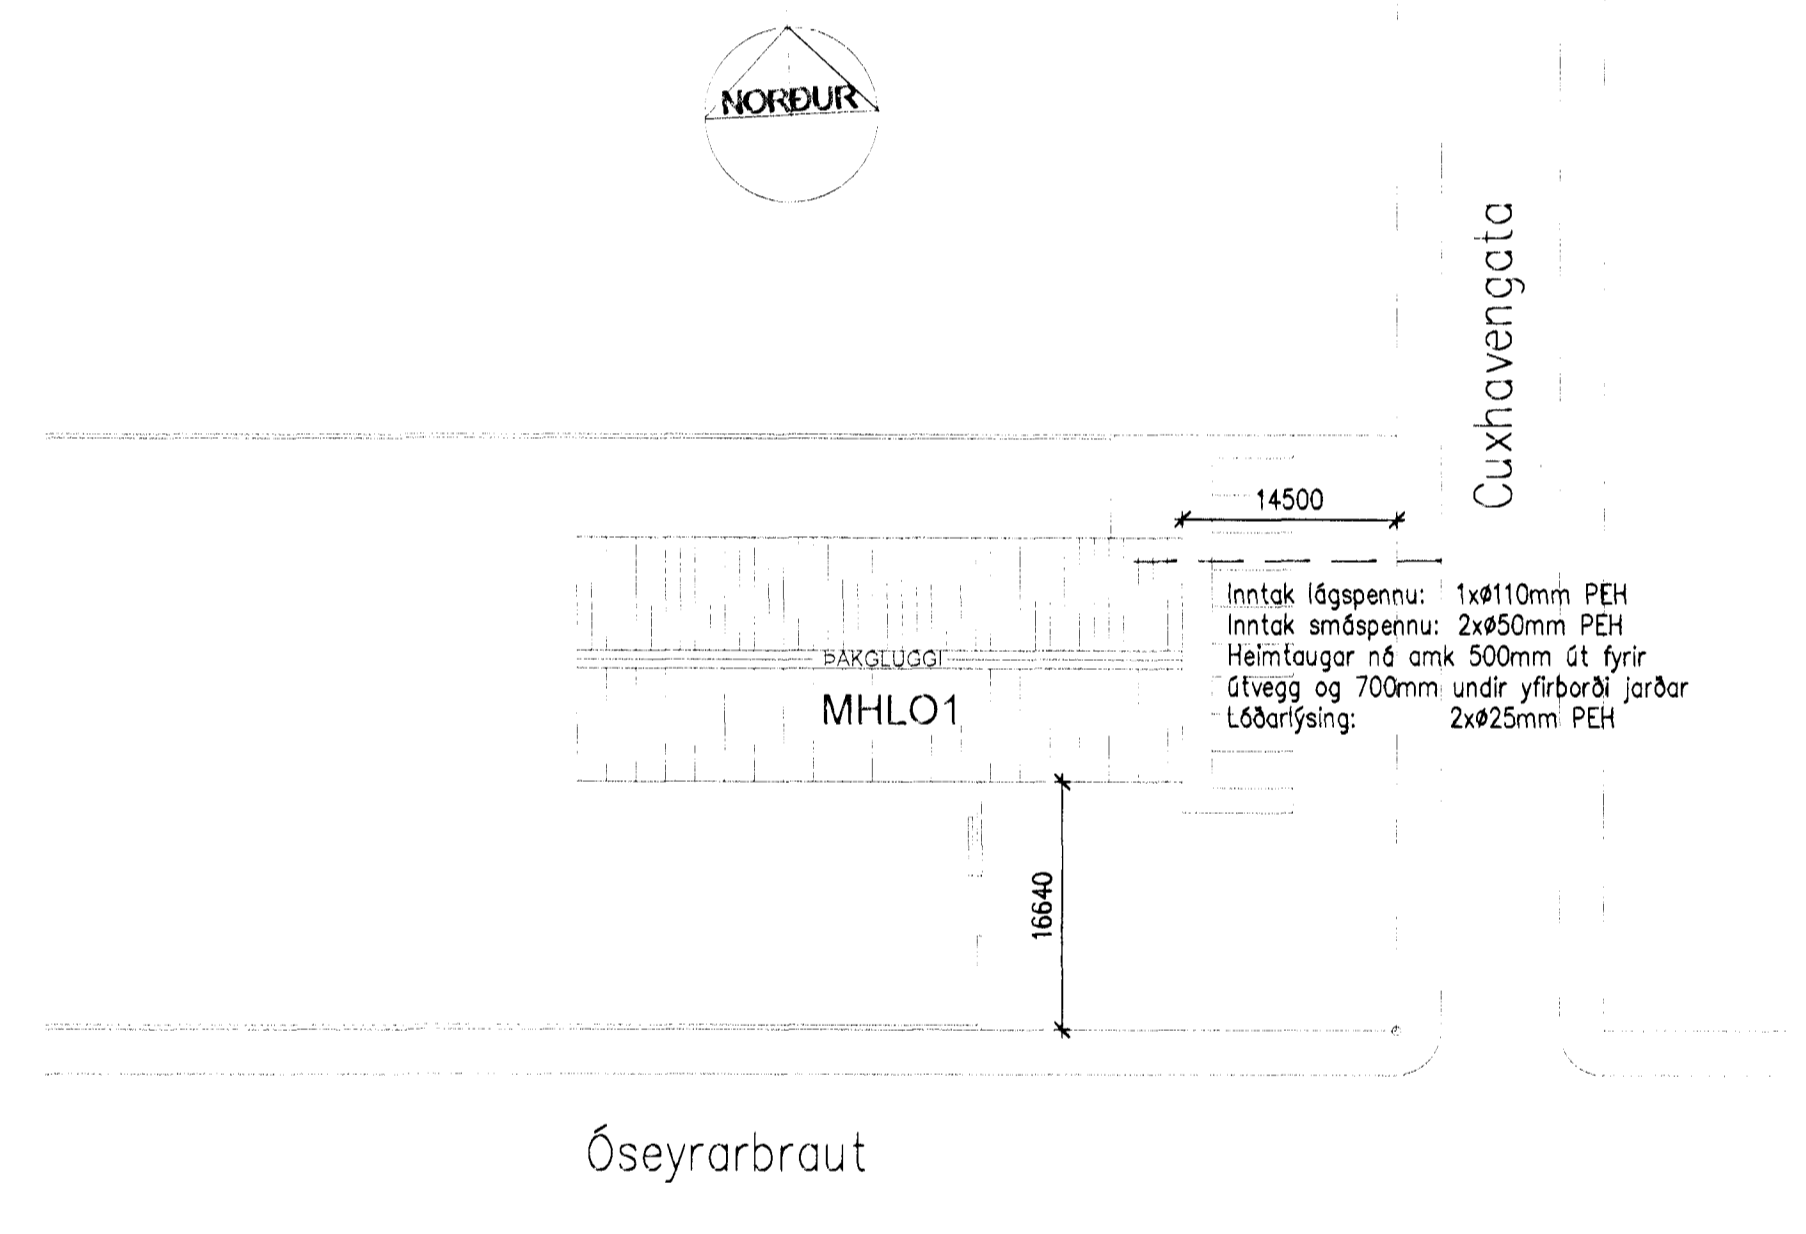 NORÐUR
Cuxhavengata
14500
Inntak lágspennu: 1xø110mm PEH
Inntak smáspennu: 2xø50mm PEH
Heimtaugar ná amk 500mm út fyrir
útvegg og 700mm undir yfirborði jarðar
Lóðarlýsing: 2xø25mm PEH
ÞAKGLUGGI
MHLO1
16640
Óseyrarbraut